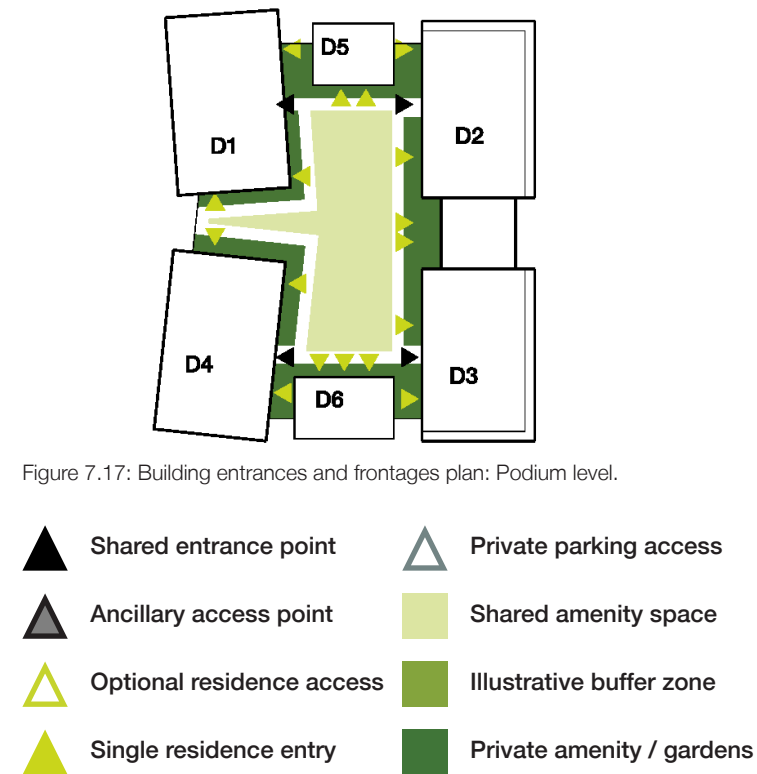 D5
D1
D2
D4
D3
D6
Figure 7.17: Building entrances and frontages plan: Podium level.
Shared entrance point
Private parking access
Ancillary access point
Shared amenity space
Optional residence access
Illustrative buffer zone
Single residence entry
Private amenity / gardens